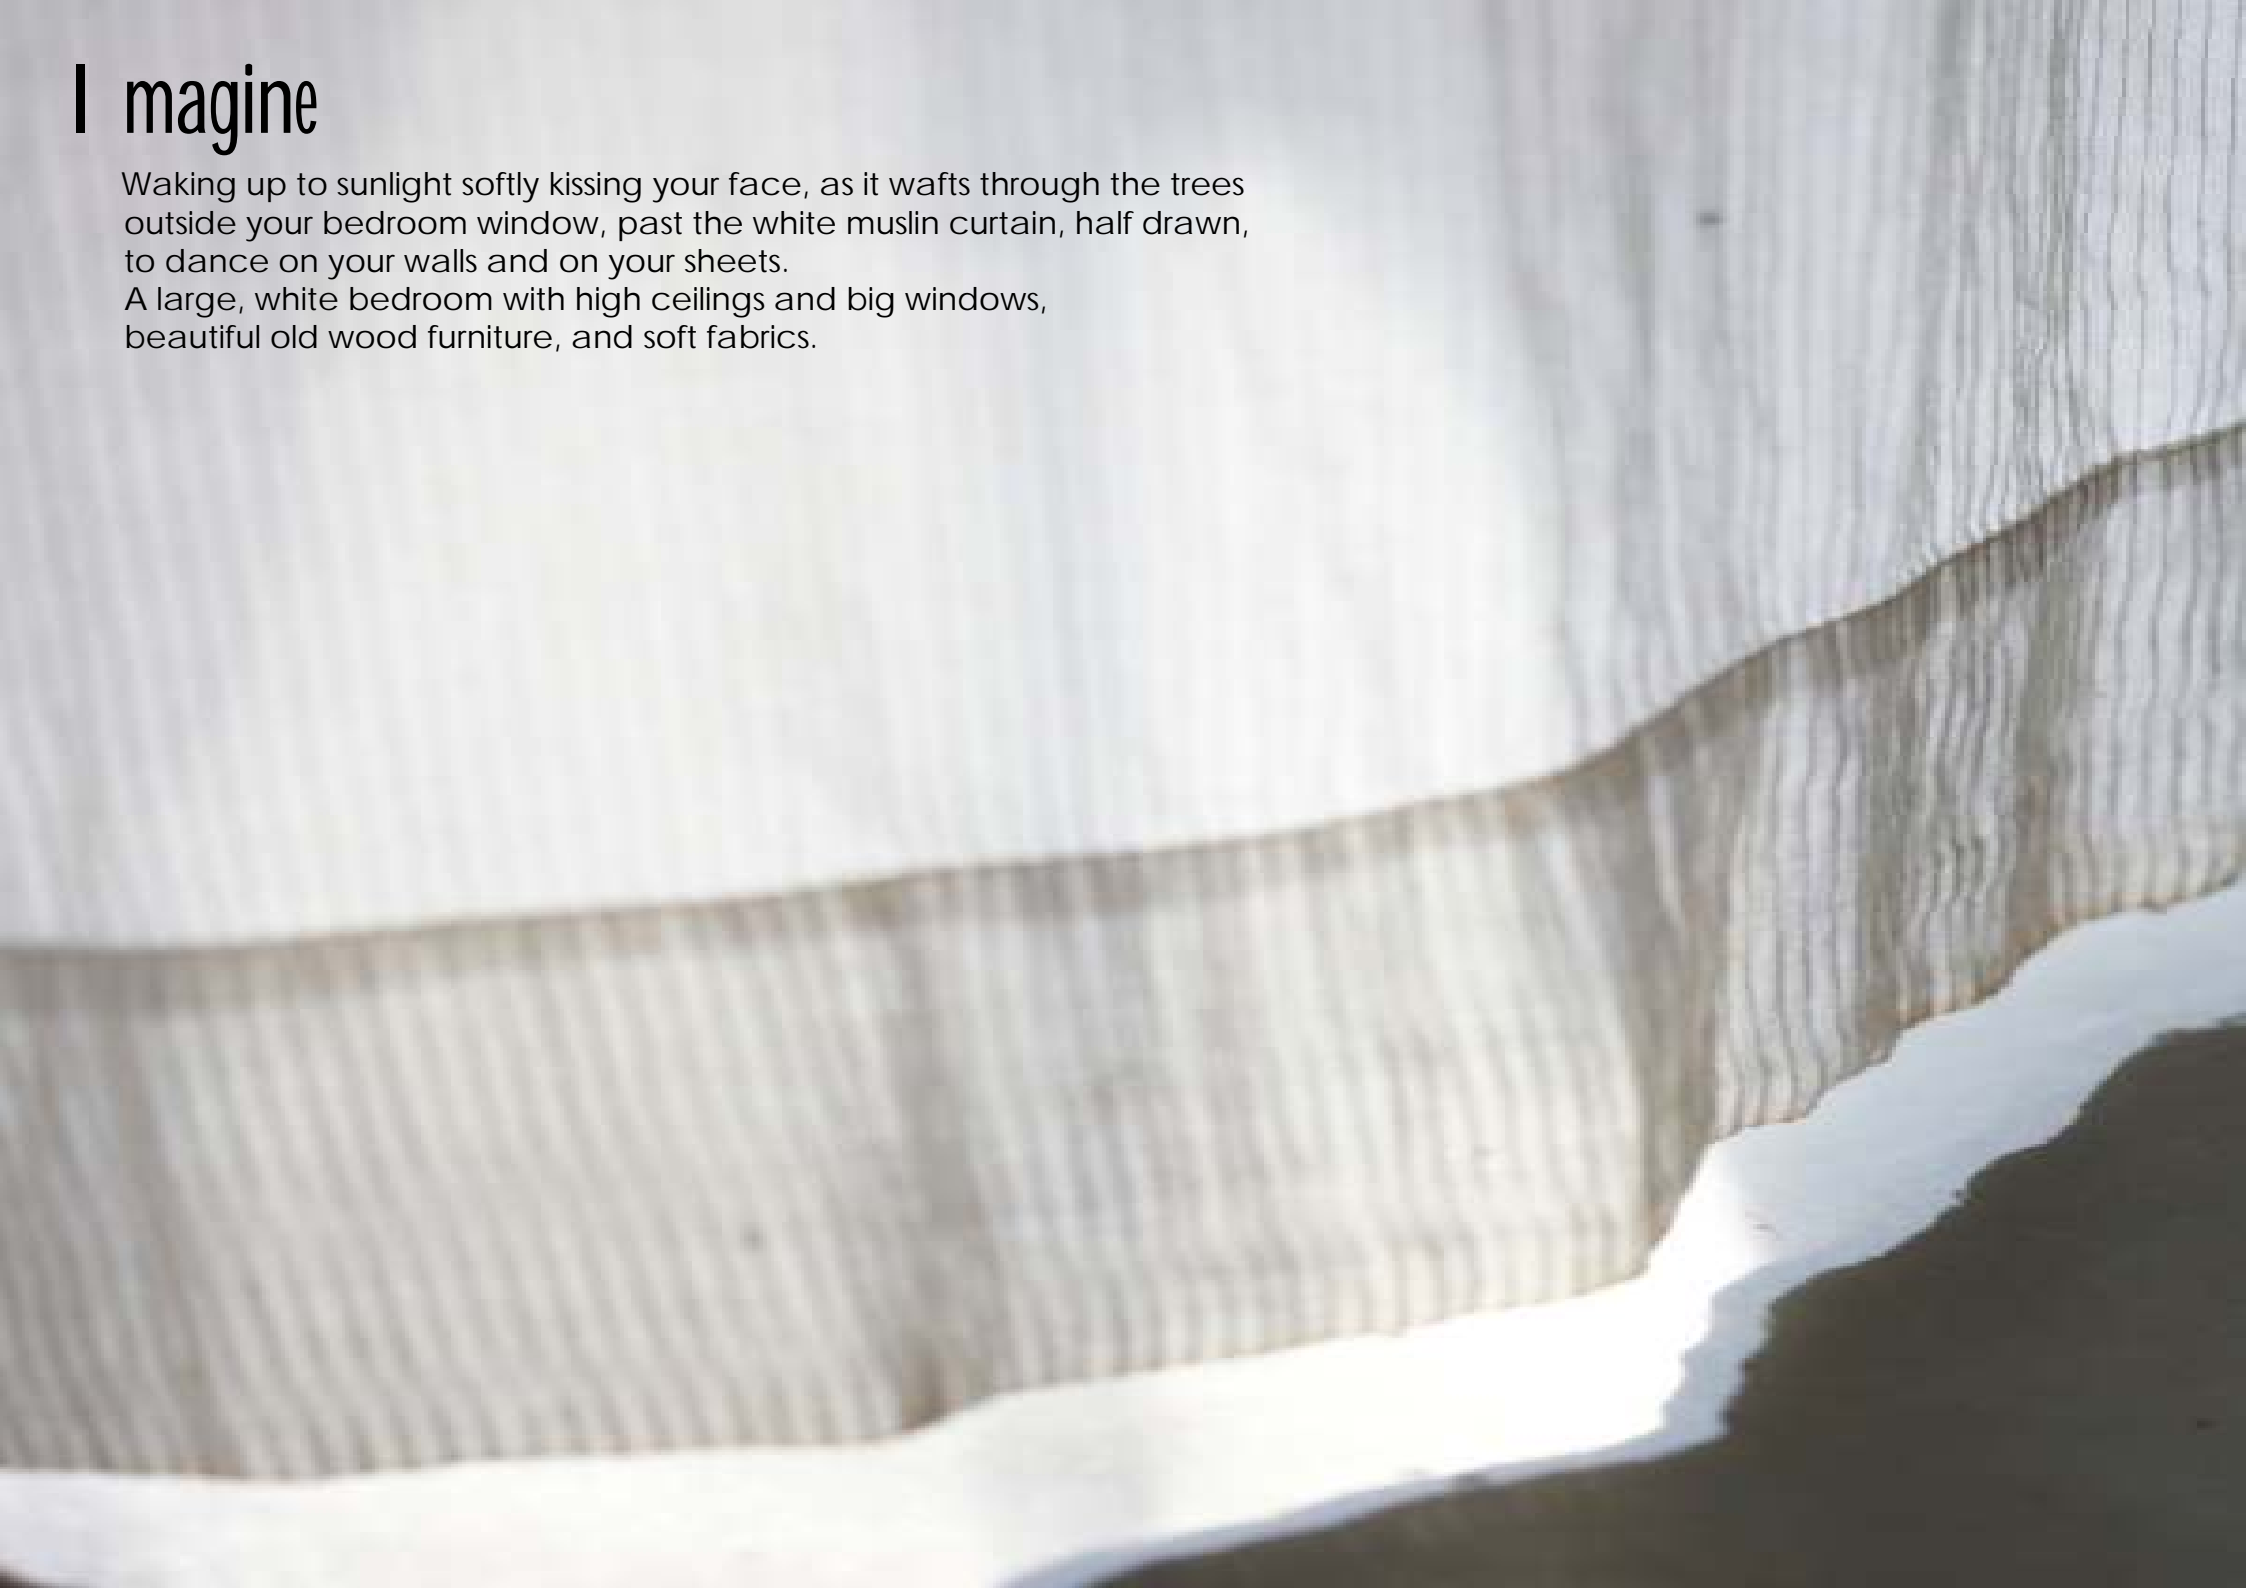 I magine
Waking up to sunlight softly kissing your face, as it wafts through the trees
outside your bedroom window, past the white muslin curtain, half drawn,
to dance on your walls and on your sheets.
A large, white bedroom with high ceilings and big windows,
beautiful old wood furniture, and soft fabrics.